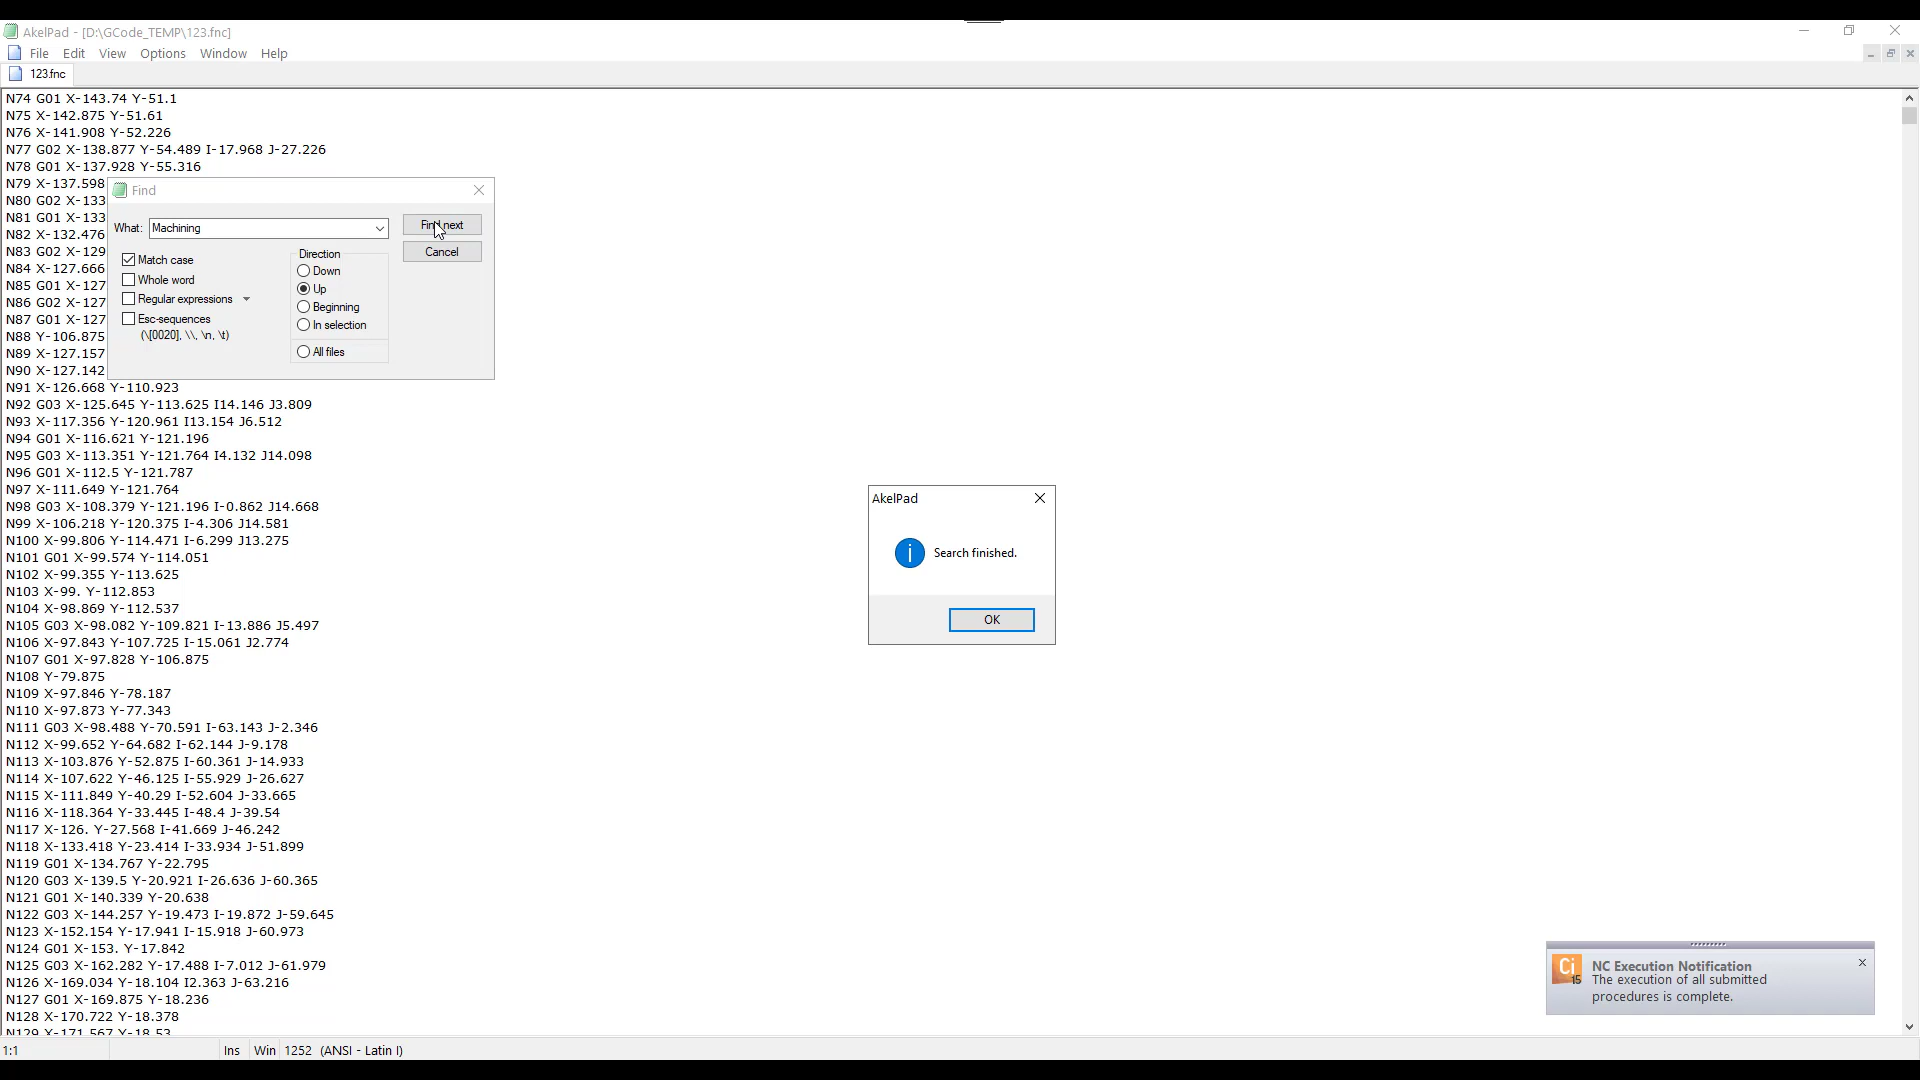 AkelPad - [D:\GCode_TEMP\123.fnc]
File Edit View Options Window Help
123.fnc
N74 G01 X-143.74 Y-51.1
N75 X-142.875 Y-51.61
N76 X-141.908 Y-52.226
N77 G02 X-138.877 Y-54.489 I-17.968 J-27.226
N78 G01 X-137.928 Y-55.316
N79 X-137.598
N80 G02 X-133
N81 G01 X-133
N82 X-132.476
N83 G02 X-129
N84 X-127.666
N85 G01 X-127
N86 G02 X-127
N87 G01 X-127
N88 Y-106.875
N89 X-127.157
N90 X-127.142
Find
What: Machining
Find next
Cancel
Match case
Whole word
Regular expressions
Esc-sequences
(\[0020], \\, \n, \t)
Direction
Down
Up
Beginning
In selection
All files
N91 X-126.668 Y-110.923
N92 G03 X-125.645 Y-113.625 I14.146 J3.809
N93 X-117.356 Y-120.961 I13.154 J6.512
N94 G01 X-116.621 Y-121.196
N95 G03 X-113.351 Y-121.764 I4.132 J14.098
N96 G01 X-112.5 Y-121.787
N97 X-111.649 Y-121.764
N98 G03 X-108.379 Y-121.196 I-0.862 J14.668
N99 X-106.218 Y-120.375 I-4.306 J14.581
N100 X-99.806 Y-114.471 I-6.299 J13.275
N101 G01 X-99.574 Y-114.051
N102 X-99.355 Y-113.625
N103 X-99. Y-112.853
N104 X-98.869 Y-112.537
N105 G03 X-98.082 Y-109.821 I-13.886 J5.497
N106 X-97.843 Y-107.725 I-15.061 J2.774
N107 G01 X-97.828 Y-106.875
N108 Y-79.875
N109 X-97.846 Y-78.187
N110 X-97.873 Y-77.343
N111 G03 X-98.488 Y-70.591 I-63.143 J-2.346
N112 X-99.652 Y-64.682 I-62.144 J-9.178
N113 X-103.876 Y-52.875 I-60.361 J-14.933
N114 X-107.622 Y-46.125 I-55.929 J-26.627
N115 X-111.849 Y-40.29 I-52.604 J-33.665
N116 X-118.364 Y-33.445 I-48.4 J-39.54
N117 X-126. Y-27.568 I-41.669 J-46.242
N118 X-133.418 Y-23.414 I-33.934 J-51.899
N119 G01 X-134.767 Y-22.795
N120 G03 X-139.5 Y-20.921 I-26.636 J-60.365
N121 G01 X-140.339 Y-20.638
N122 G03 X-144.257 Y-19.473 I-19.872 J-59.645
N123 X-152.154 Y-17.941 I-15.918 J-60.973
N124 G01 X-153. Y-17.842
N125 G03 X-162.282 Y-17.488 I-7.012 J-61.979
N126 X-169.034 Y-18.104 I2.363 J-63.216
N127 G01 X-169.875 Y-18.236
N128 X-170.722 Y-18.378
N129 X-171.567 Y-18.53
AkelPad
Search finished.
OK
Ci 15
NC Execution Notification
The execution of all submitted
procedures is complete.
1:1 Ins Win 1252 (ANSI - Latin I)